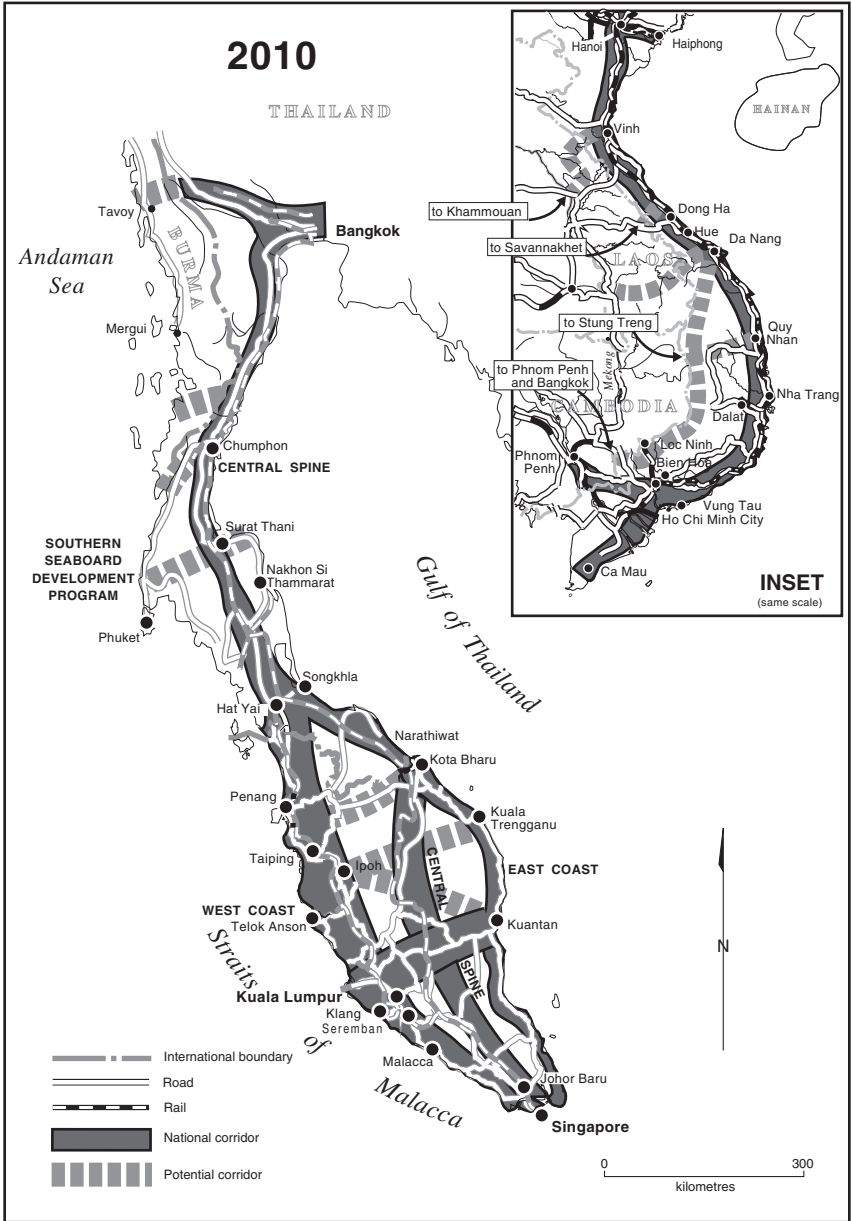 2010
THAILAND
Tavoy
BURMA
Bangkok
Andaman
Sea
Mergui
Chumphon
CENTRAL SPINE
Surat Thani
SOUTHERN
SEABOARD
DEVELOPMENT
PROGRAM
Nakhon Si
Thammarat
Phuket
Gulf of Thailand
Songkhla
Hat Yai
Narathiwat
Kota Bharu
Penang
Kuala
Trengganu
Taiping
Ipoh
CENTRAL
SPINE
EAST COAST
WEST COAST
Telok Anson
Kuantan
Straits
of
Malacca
Kuala Lumpur
Klang
Seremban
Malacca
Johor Baru
Singapore
N
International boundary
Road
Rail
National corridor
Potential corridor
0 300
kilometres
Hanoi
Haiphong
HAINAN
Vinh
to Khammouan
Dong Ha
Hue
to Savannakhet
Da Nang
LAOS
to Stung Treng
Quy
Nhan
Mekong
to Phnom Penh
and Bangkok
CAMBODIA
Nha Trang
Dalat
Loc Ninh
Phnom
Penh
Bien Hoa
Vung Tau
Ho Chi Minh City
Ca Mau
INSET
(same scale)